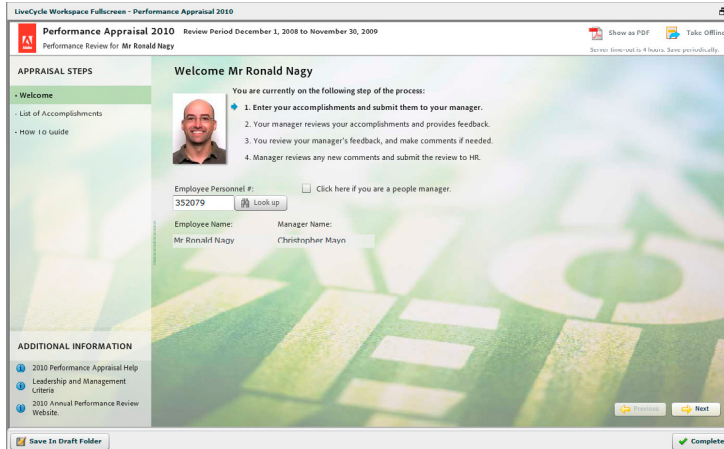 LiveCycle Workspace Fullscreen - Performance Appraisal 2010
Performance Appraisal 2010 Review Period December 1, 2008 to November 30, 2009
Performance Review for Mr Ronald Nagy
Show as PDF
Take Offline
Server time-out is 4 hours. Save periodically.
APPRAISAL STEPS
Welcome
List of Accomplishments
How To Guide
Welcome Mr Ronald Nagy
You are currently on the following step of the process:
1. Enter your accomplishments and submit them to your manager.
2. Your manager reviews your accomplishments and provides feedback.
3. You review your manager's feedback, and make comments if needed.
4. Manager reviews any new comments and submit the review to HR.
Employee Personnel #:
Click here if you are a people manager.
352079
Look up
Employee Name: Manager Name:
Mr Ronald Nagy Christopher Mayo
ADDITIONAL INFORMATION
2010 Performance Appraisal Help
Leadership and Management
Criteria
2010 Annual Performance Review
Website.
Previous
Next
Save In Draft Folder
Complete